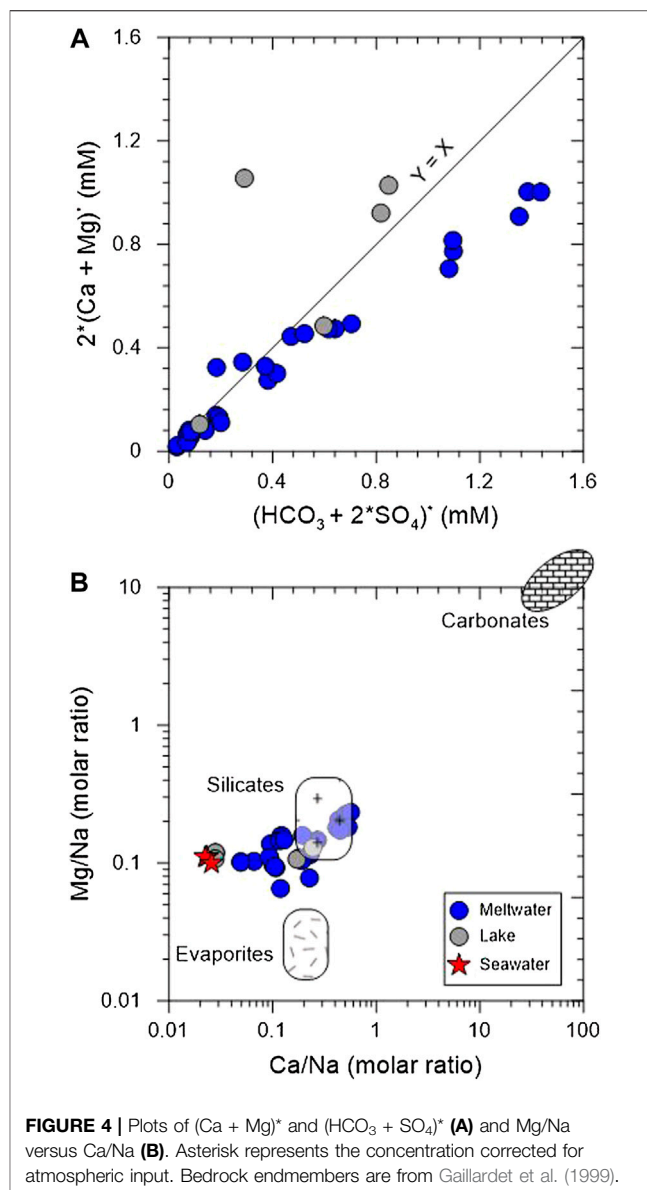 A
1.6
1.2
0.8
0.4
0
2*(Ca + Mg)* (mM)
Y = X
0 0.4 0.8 1.2 1.6
(HCO₃ + 2*SO₄)* (mM)
B
10
1
0.1
0.01
Mg/Na (molar ratio)
Carbonates
Silicates
Evaporites
Meltwater
Lake
Seawater
0.01 0.1 1 10 100
Ca/Na (molar ratio)
FIGURE 4 | Plots of (Ca + Mg)* and (HCO₃ + SO₄)* (A) and Mg/Na
versus Ca/Na (B). Asterisk represents the concentration corrected for
atmospheric input. Bedrock endmembers are from Gaillardet et al. (1999).